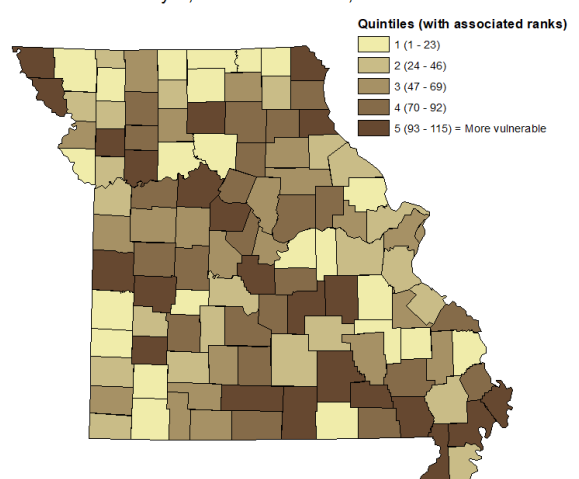 Quintiles (with associated ranks)
1 (1 - 23)
2 (24 - 46)
3 (47 - 69)
4 (70 - 92)
5 (93 - 115) = More vulnerable